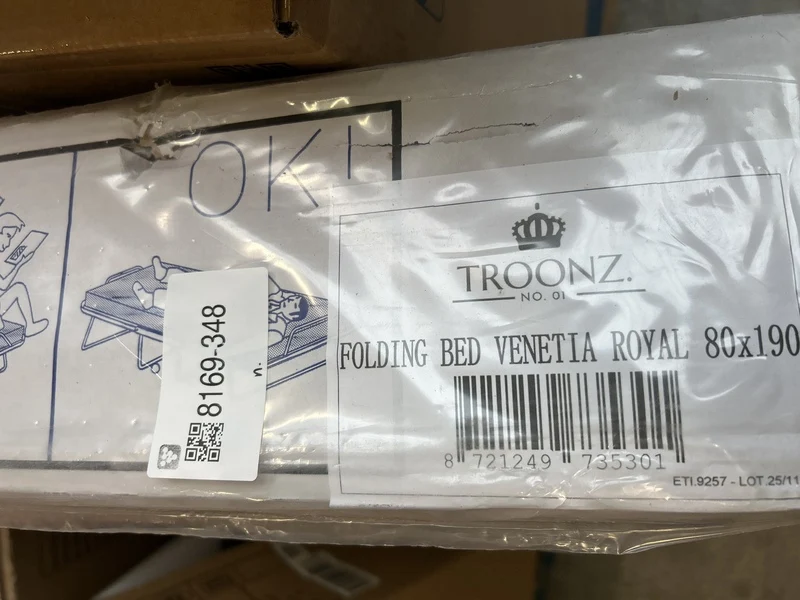 OK!
8169-348
n.
TROONZ.
NO. 01
FOLDING BED VENETIA ROYAL 80x190
8 721249 735301
ETI.9257 - LOT.25/11